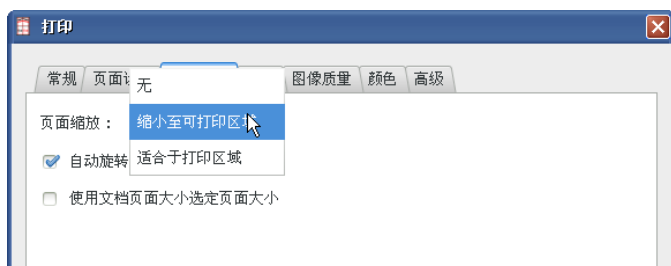 打印
常规 页面 图像质量 颜色 高级
无
页面缩放： 缩小至可打印区
自动旋转 适合于打印区域
使用文档页面大小选定页面大小